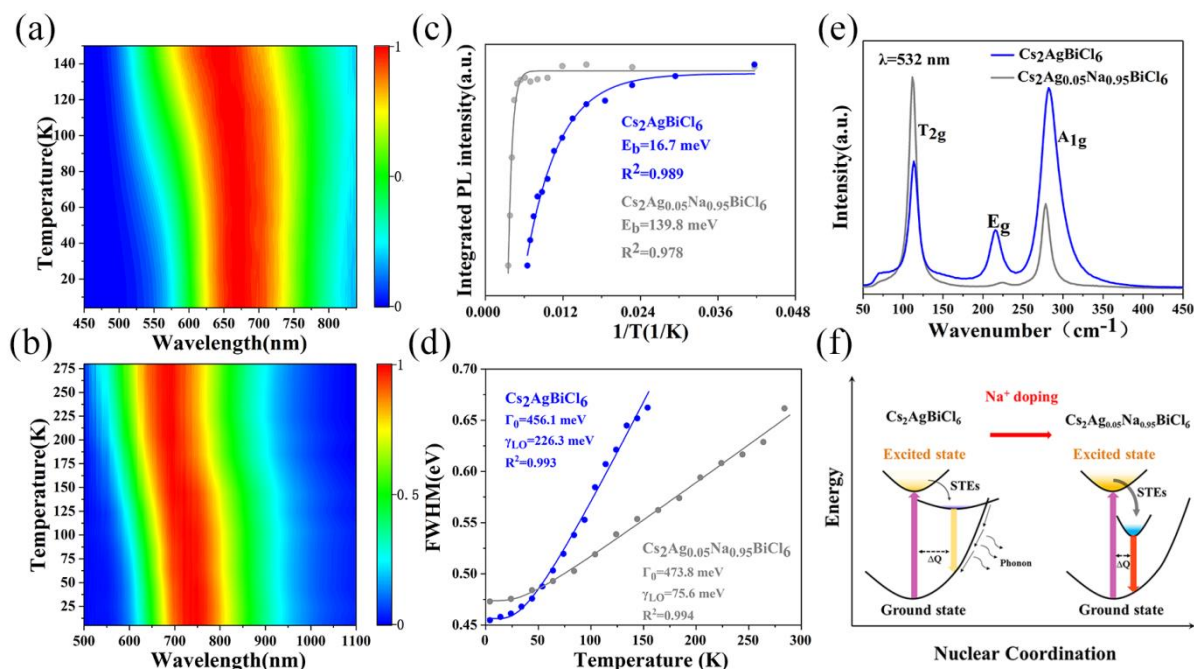 (a)
Temperature(K)
140
120
100
80
60
40
20
450 500 550 600 650 700 750 800
Wavelength(nm)
1
0.5
0
(b)
Temperature(K)
275
250
225
200
175
150
125
100
75
50
25
500 600 700 800 900 1000 1100
Wavelength(nm)
1
0.5
0
(c)
Integrated PL intensity(a.u.)
Cs2AgBiCl6
Eb=16.7 meV
R2=0.989
Cs2Ag0.05Na0.95BiCl6
Eb=139.8 meV
R2=0.978
0.000 0.012 0.024 0.036 0.048
1/T(1/K)
(d)
FWHM(eV)
0.70
0.65
0.60
0.55
0.50
0.45
Cs2AgBiCl6
Γ0=456.1 meV
γLO=226.3 meV
R2=0.993
Cs2Ag0.05Na0.95BiCl6
Γ0=473.8 meV
γLO=75.6 meV
R2=0.994
0 50 100 150 200 250 300
Temperature (K)
(e)
Intensity(a.u.)
λ=532 nm
Cs2AgBiCl6
Cs2Ag0.05Na0.95BiCl6
T2g
Eg
A1g
50 100 150 200 250 300 350 400 450
Wavenumber (cm-1)
(f)
Energy
Na+ doping
Cs2AgBiCl6
Cs2Ag0.05Na0.95BiCl6
Excited state
STEs
ΔQ
Phonon
Ground state
Excited state
STEs
ΔQ
Ground state
Nuclear Coordination